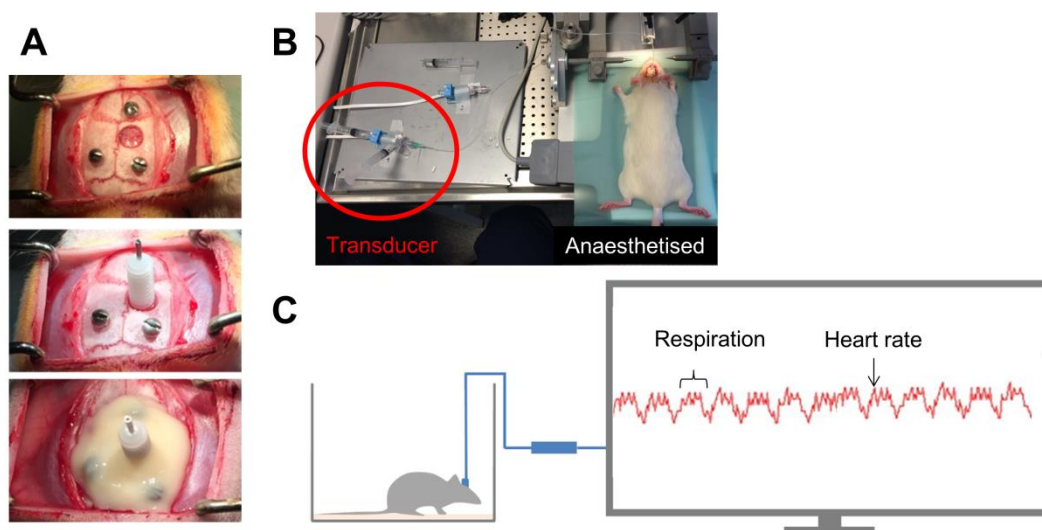 A
B
Transducer
Anaesthetised
C
Respiration
Heart rate